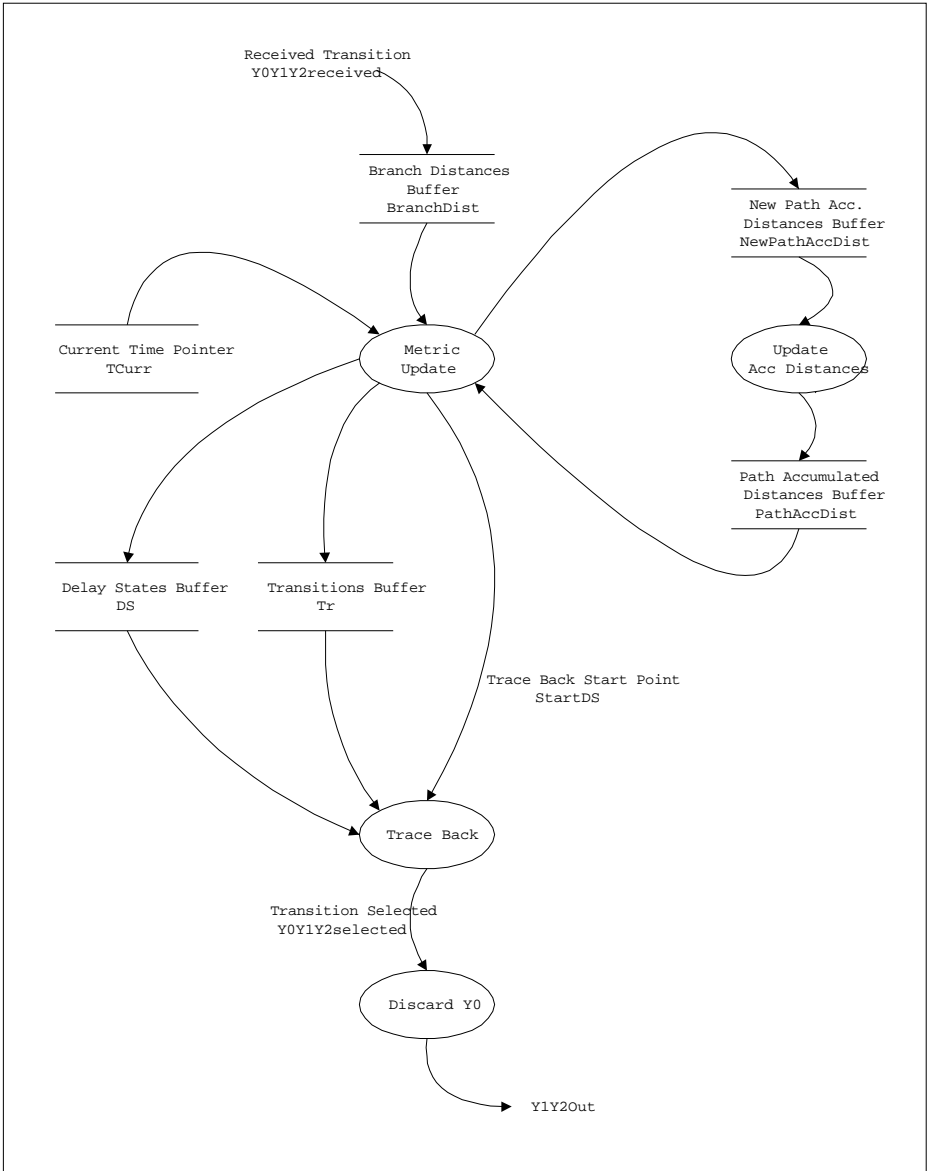 Received Transition
Y0Y1Y2received
Branch Distances
Buffer
BranchDist
New Path Acc.
Distances Buffer
NewPathAccDist
Current Time Pointer
TCurr
Metric
Update
Update
Acc Distances
Path Accumulated
Distances Buffer
PathAccDist
Delay States Buffer
DS
Transitions Buffer
Tr
Trace Back Start Point
StartDS
Trace Back
Transition Selected
Y0Y1Y2selected
Discard Y0
Y1Y2Out